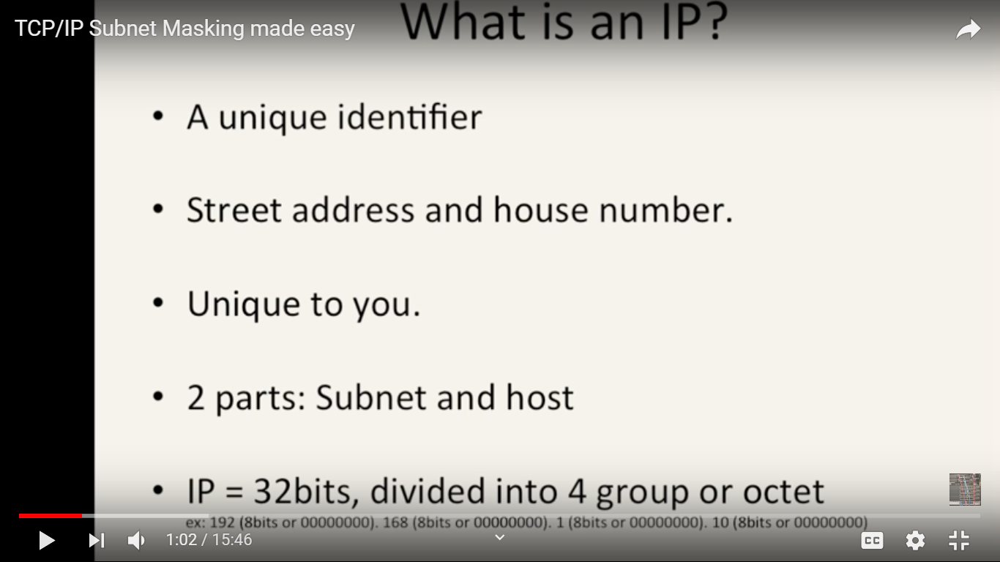 TCP/IP Subnet Masking made easy
What is an IP?
• A unique identifier
• Street address and house number.
• Unique to you.
• 2 parts: Subnet and host
• IP = 32bits, divided into 4 group or octet
ex: 192 (8bits or 00000000). 168 (8bits or 00000000). 1 (8bits or 00000000). 10 (8bits or 00000000)
1:02 / 15:46
CC